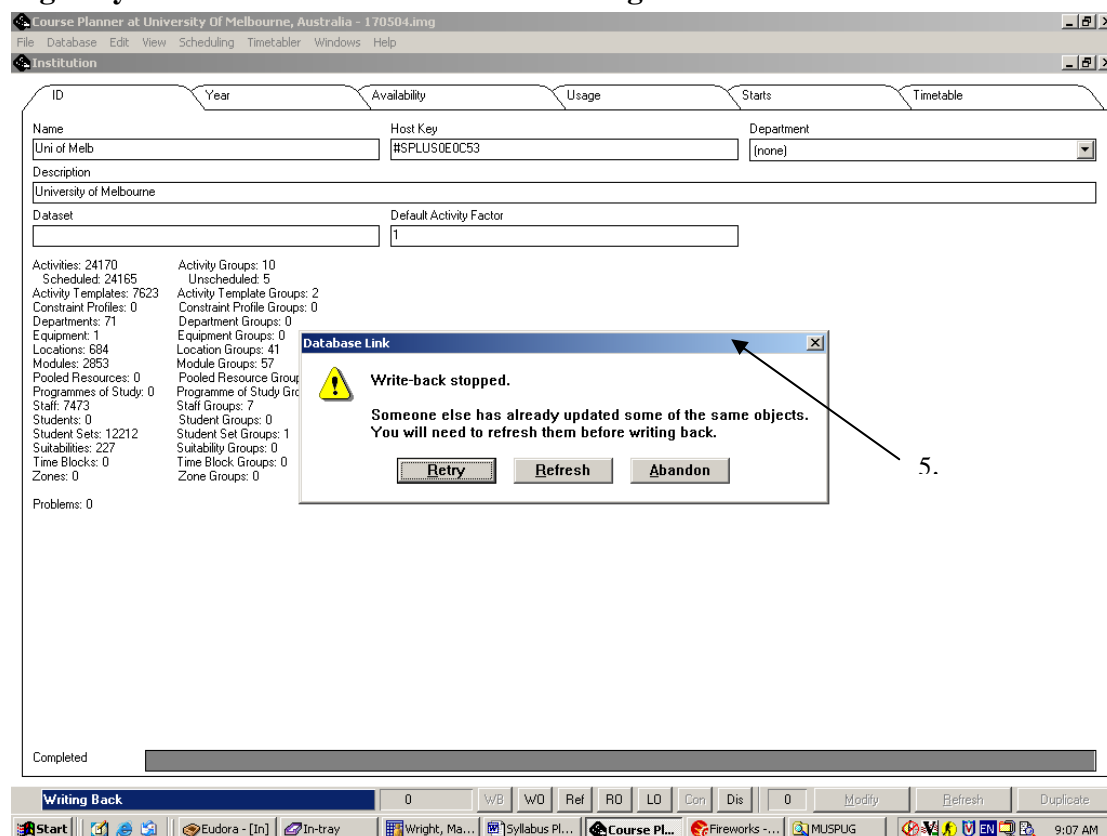 Course Planner at University Of Melbourne, Australia - 170504.img
File Database Edit View Scheduling Timetabler Windows Help
Institution
ID Year Availability Usage Starts Timetable
Name Host Key Department
Uni of Melb #SPLUS0E0C53 (none)
Description
University of Melbourne
Dataset Default Activity Factor
1
Activities: 24170 Activity Groups: 10
Scheduled: 24165 Unscheduled: 5
Activity Templates: 7623 Activity Template Groups: 2
Constraint Profiles: 0 Constraint Profile Groups: 0
Departments: 71 Department Groups: 0
Equipment: 1 Equipment Groups: 0
Locations: 684 Location Groups: 41
Modules: 2853 Module Groups: 57
Pooled Resources: 0 Pooled Resource Group
Programmes of Study: 0 Programme of Study Gro
Staff: 7473 Staff Groups: 7
Students: 0 Student Groups: 0
Student Sets: 12212 Student Set Groups: 1
Suitabilities: 227 Suitability Groups: 0
Time Blocks: 0 Time Block Groups: 0
Zones: 0 Zone Groups: 0
Problems: 0
Database Link
Write-back stopped.
Someone else has already updated some of the same objects.
You will need to refresh them before writing back.
Retry Refresh Abandon
5.
Completed
Writing Back 0 WB WO Ref RO LO Con Dis 0 Modify Refresh Duplicate
Start Eudora - [In] In-tray Wright, Ma... Syllabus Pl... Course Pl... Fireworks -... MUSPUG EN 9:07 AM